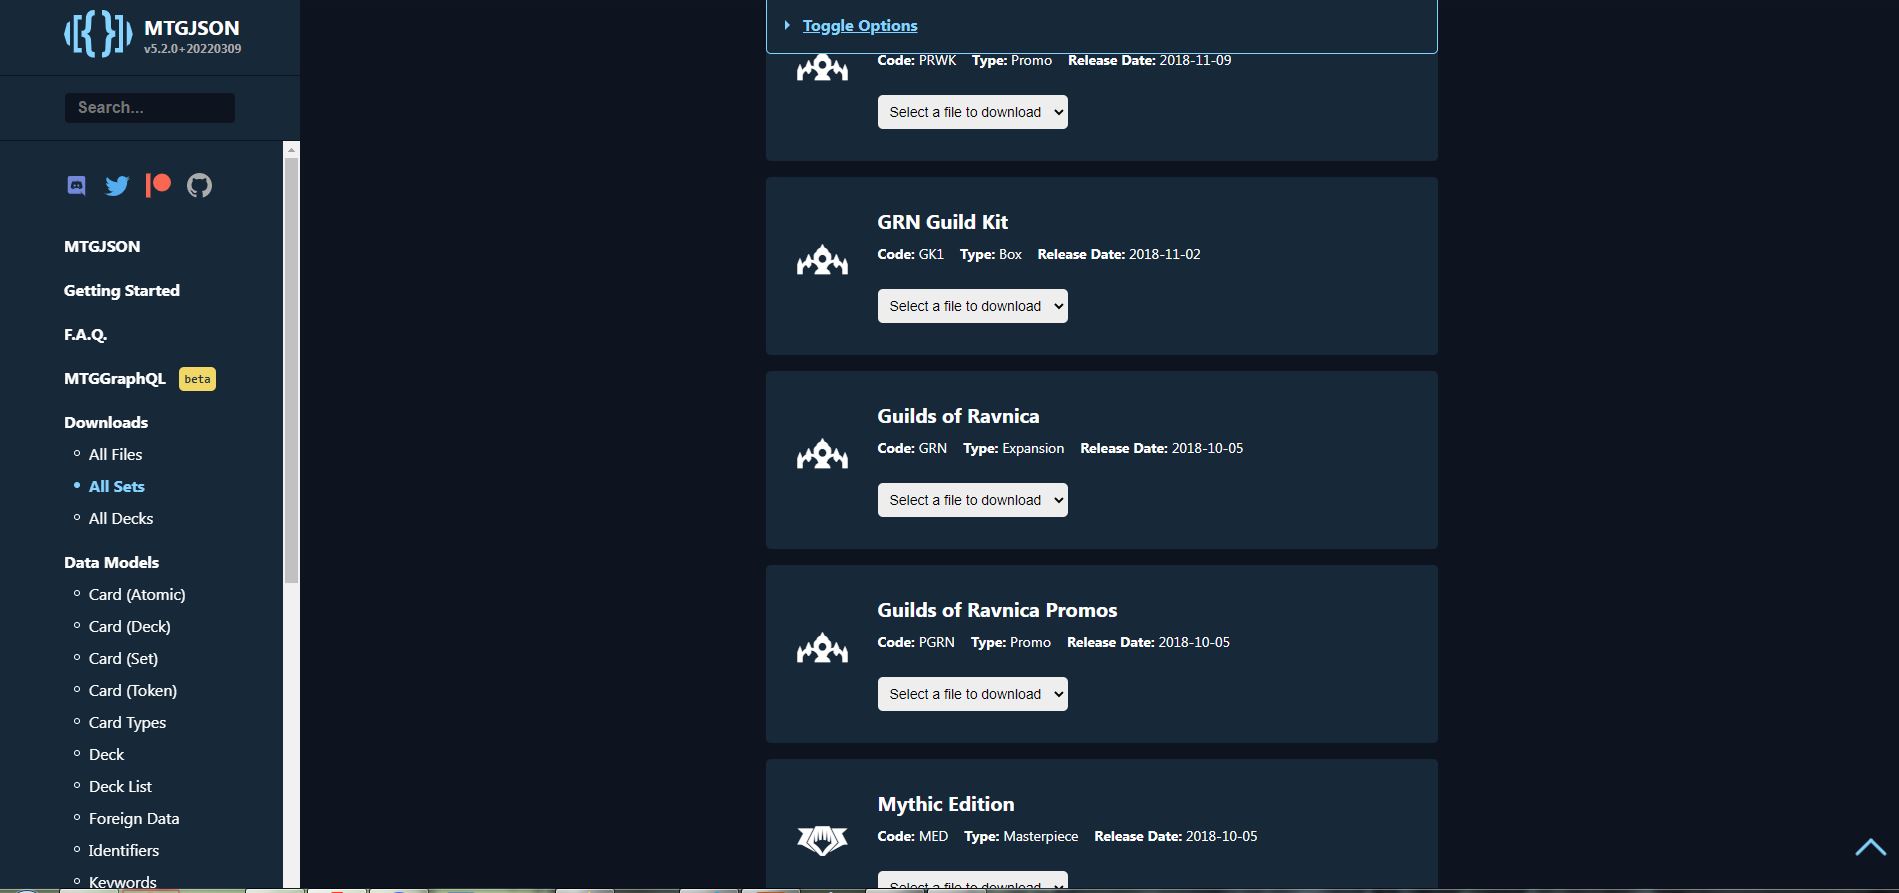 MTGJSON
v5.2.0+20220309
Search...
MTGJSON
Getting Started
F.A.Q.
MTGGraphQL beta
Downloads
All Files
All Sets
All Decks
Data Models
Card (Atomic)
Card (Deck)
Card (Set)
Card (Token)
Card Types
Deck
Deck List
Foreign Data
Identifiers
Keywords
Toggle Options
Code: PRWK Type: Promo Release Date: 2018-11-09
Select a file to download
GRN Guild Kit
Code: GK1 Type: Box Release Date: 2018-11-02
Select a file to download
Guilds of Ravnica
Code: GRN Type: Expansion Release Date: 2018-10-05
Select a file to download
Guilds of Ravnica Promos
Code: PGRN Type: Promo Release Date: 2018-10-05
Select a file to download
Mythic Edition
Code: MED Type: Masterpiece Release Date: 2018-10-05
Select a file to download